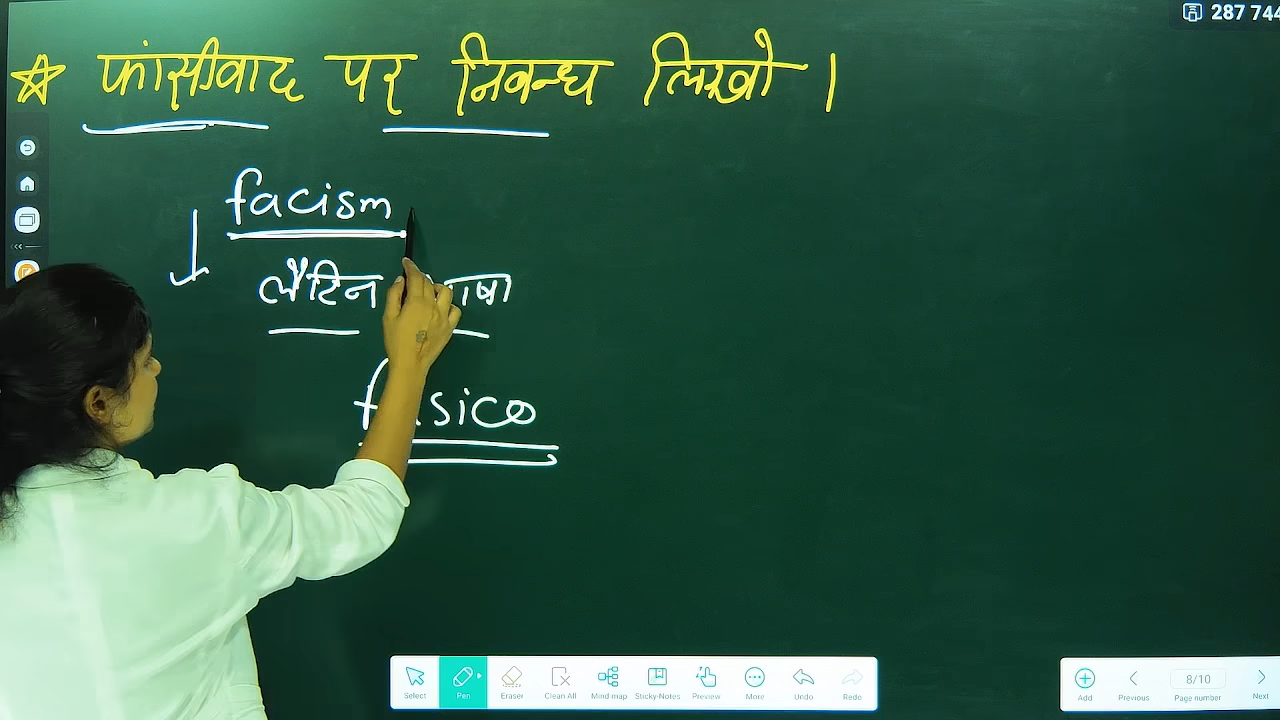 287 744
☆ फांसीवाद पर निबन्ध लिखो ।
facism
लैटिन
Select Pen Eraser Clean All Mind map Sticky-Notes Preview More Undo Redo
Add Previous 8/10 Page number Next